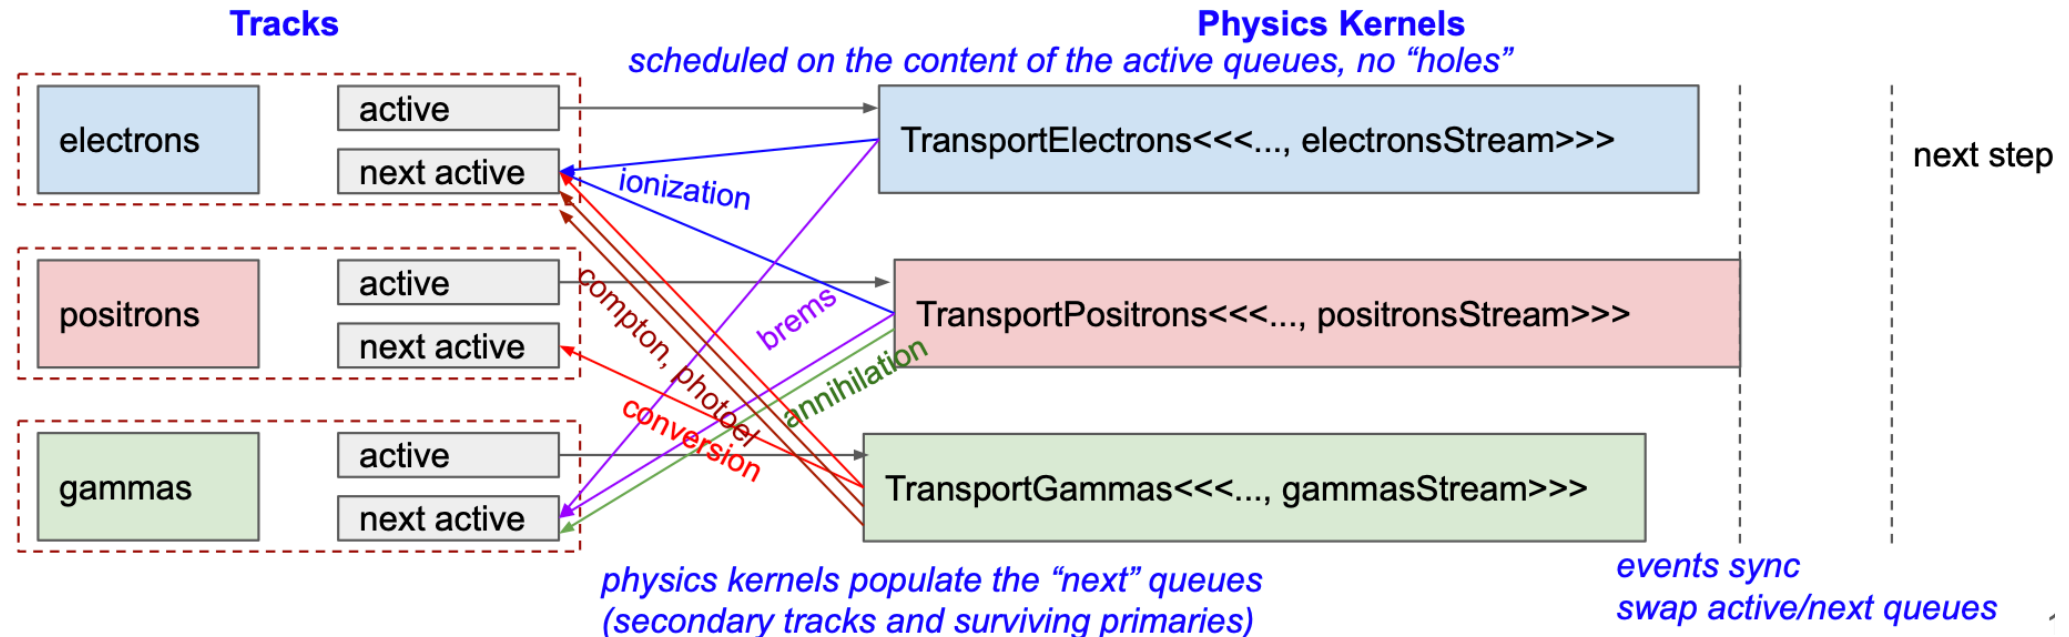 Tracks
Physics Kernels
scheduled on the content of the active queues, no “holes”
electrons
active
next active
TransportElectrons<<<..., electronsStream>>>
next step
ionization
positrons
active
next active
TransportPositrons<<<..., positronsStream>>>
brems
compton, photoel
annihilation
conversion
gammas
active
next active
TransportGammas<<<..., gammasStream>>>
physics kernels populate the “next” queues
(secondary tracks and surviving primaries)
events sync
swap active/next queues